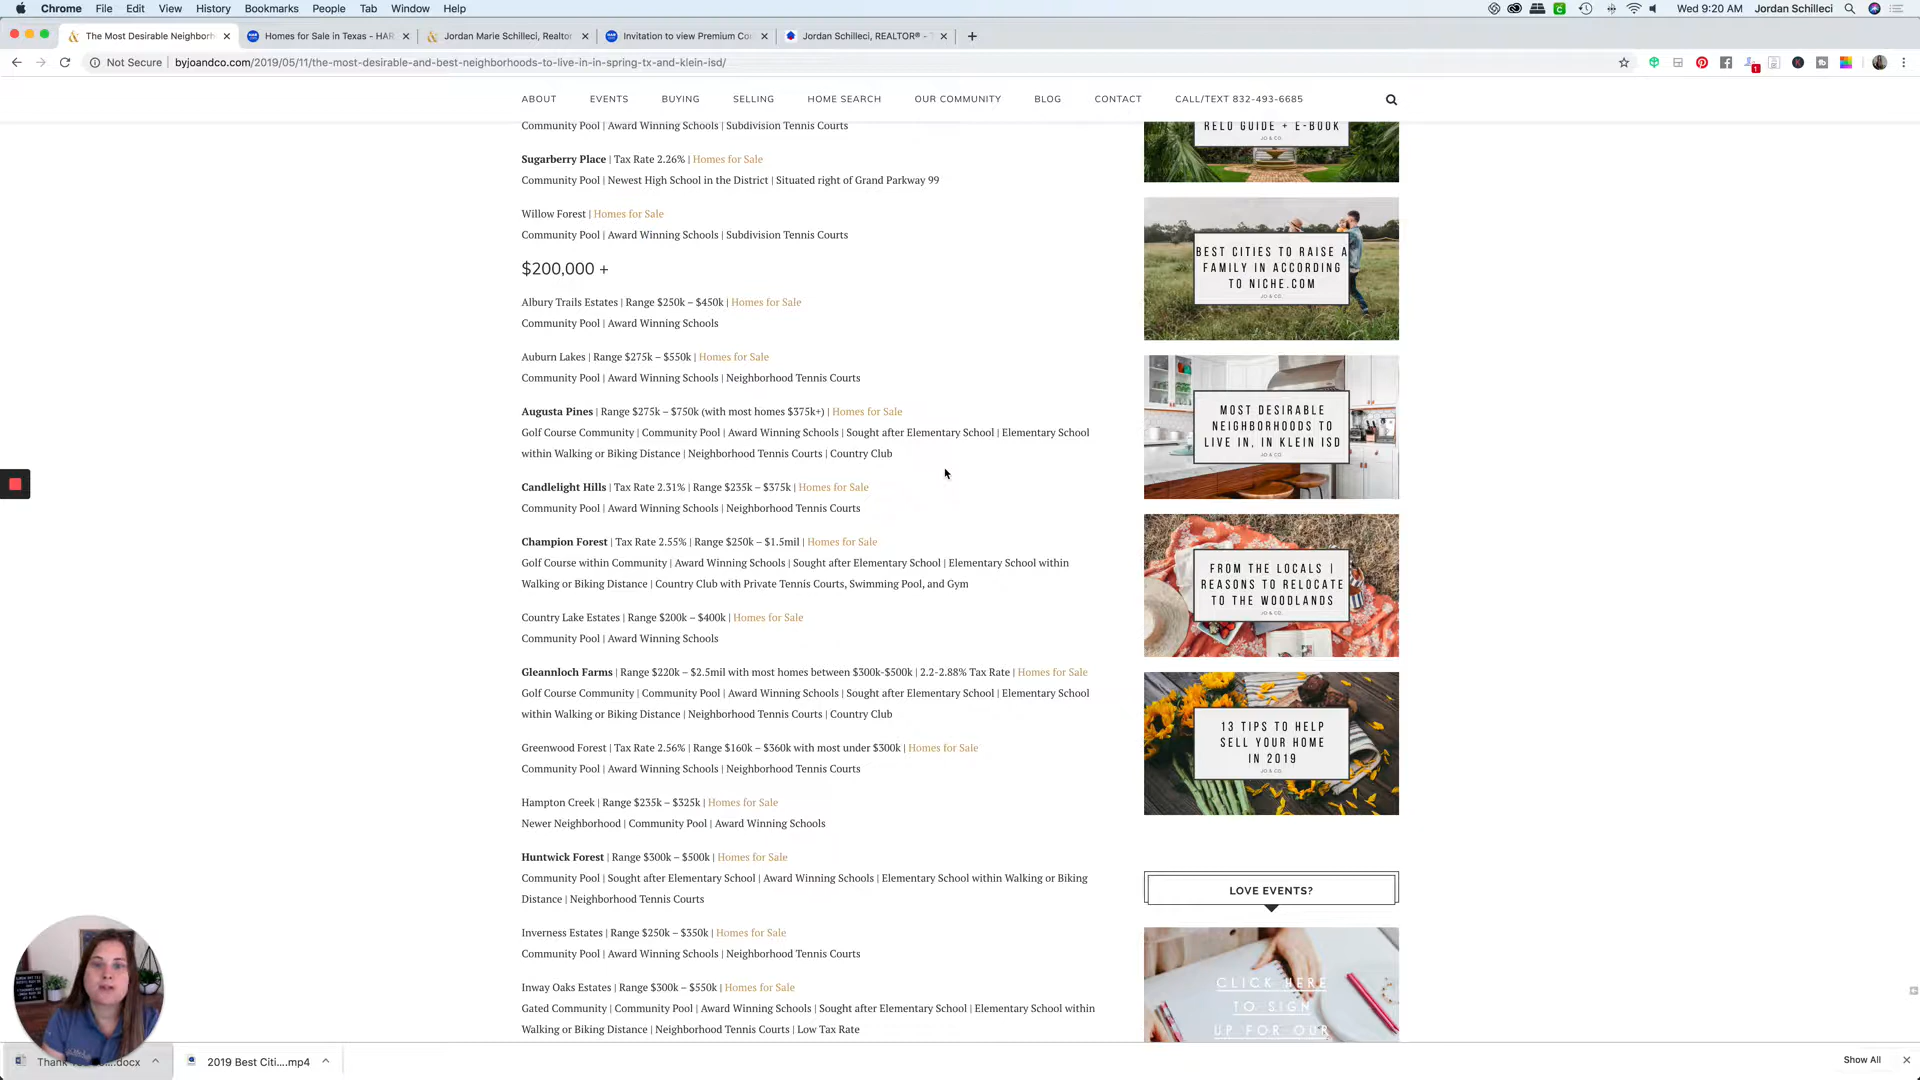 Chrome File Edit View History Bookmarks People Tab Window Help
Wed 9:20 AM Jordan Schilleci
The Most Desirable Neighborh
Homes for Sale in Texas - HAR
Jordan Marie Schilleci, Realtor
Invitation to view Premium Co
Jordan Schilleci, REALTOR® -
Not Secure byjoandco.com/2019/05/11/the-most-desirable-and-best-neighborhoods-to-live-in-in-spring-tx-and-klein-isd/
ABOUT EVENTS BUYING SELLING HOME SEARCH OUR COMMUNITY BLOG CONTACT CALL/TEXT 832-493-6685
Community Pool | Award Winning Schools | Subdivision Tennis Courts
Sugarberry Place | Tax Rate 2.26% | Homes for Sale
Community Pool | Newest High School in the District | Situated right of Grand Parkway 99
Willow Forest | Homes for Sale
Community Pool | Award Winning Schools | Subdivision Tennis Courts
$200,000 +
Albury Trails Estates | Range $250k – $450k | Homes for Sale
Community Pool | Award Winning Schools
Auburn Lakes | Range $275k – $550k | Homes for Sale
Community Pool | Award Winning Schools | Neighborhood Tennis Courts
Augusta Pines | Range $275k – $750k (with most homes $375k+) | Homes for Sale
Golf Course Community | Community Pool | Award Winning Schools | Sought after Elementary School | Elementary School
within Walking or Biking Distance | Neighborhood Tennis Courts | Country Club
Candlelight Hills | Tax Rate 2.31% | Range $235k – $375k | Homes for Sale
Community Pool | Award Winning Schools | Neighborhood Tennis Courts
Champion Forest | Tax Rate 2.55% | Range $250k – $1.5mil | Homes for Sale
Golf Course within Community | Award Winning Schools | Sought after Elementary School | Elementary School within
Walking or Biking Distance | Country Club with Private Tennis Courts, Swimming Pool, and Gym
Country Lake Estates | Range $200k – $400k | Homes for Sale
Community Pool | Award Winning Schools
Gleannloch Farms | Range $220k – $2.5mil with most homes between $300k-$500k | 2.2-2.88% Tax Rate | Homes for Sale
Golf Course Community | Community Pool | Award Winning Schools | Sought after Elementary School | Elementary School
within Walking or Biking Distance | Neighborhood Tennis Courts | Country Club
Greenwood Forest | Tax Rate 2.56% | Range $160k – $360k with most under $300k | Homes for Sale
Community Pool | Award Winning Schools | Neighborhood Tennis Courts
Hampton Creek | Range $235k – $325k | Homes for Sale
Newer Neighborhood | Community Pool | Award Winning Schools
Huntwick Forest | Range $300k – $500k | Homes for Sale
Community Pool | Sought after Elementary School | Award Winning Schools | Elementary School within Walking or Biking
Distance | Neighborhood Tennis Courts
Inverness Estates | Range $250k – $350k | Homes for Sale
Community Pool | Award Winning Schools | Neighborhood Tennis Courts
Inway Oaks Estates | Range $300k – $550k | Homes for Sale
Gated Community | Community Pool | Award Winning Schools | Sought after Elementary School | Elementary School within
Walking or Biking Distance | Neighborhood Tennis Courts | Low Tax Rate
RELO GUIDE + E-BOOK
JO & CO.
BEST CITIES TO RAISE A
FAMILY IN ACCORDING
TO NICHE.COM
JO & CO.
MOST DESIRABLE
NEIGHBORHOODS TO
LIVE IN, IN KLEIN ISD
JO & CO.
FROM THE LOCALS |
REASONS TO RELOCATE
TO THE WOODLANDS
JO & CO.
13 TIPS TO HELP
SELL YOUR HOME
IN 2019
JO & CO.
LOVE EVENTS?
CLICK HERE
TO SIGN
UP FOR OUR
.docx
2019 Best Citi....mp4
Show All